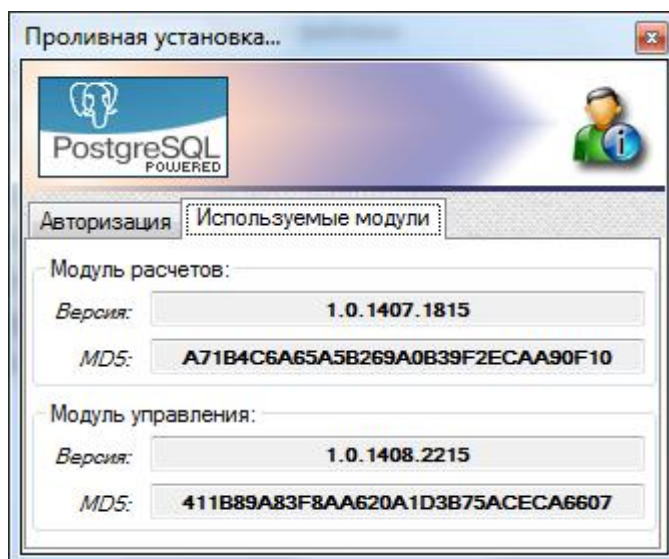 Проливная установка...
PostgreSQL
POWERED
Авторизация Используемые модули
Модуль расчетов:
Версия: 1.0.1407.1815
MD5: A71B4C6A65A5B269A0B39F2ECAA90F10
Модуль управления:
Версия: 1.0.1408.2215
MD5: 411B89A83F8AA620A1D3B75ACECA6607